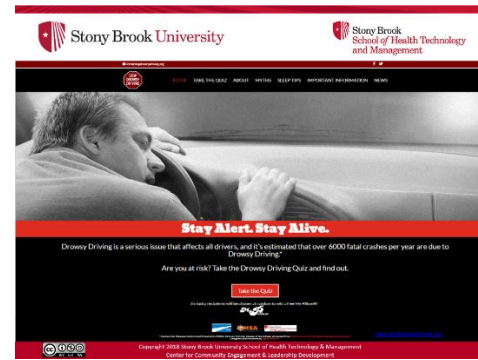 Stony Brook University
Stony Brook
School of Health Technology
and Management
STOP
DROWSY
DRIVING
HOME TAKE THE QUIZ ABOUT MYTHS SLEEP TIPS IMPORTANT INFORMATION NEWS
Stay Alert. Stay Alive.
Drowsy Driving is a serious issue that affects all drivers, and it's estimated that over 6000 fatal crashes per year are due to
Drowsy Driving.*
Are you at risk? Take the Drowsy Driving Quiz and find out.
Take the Quiz
Copyright 2018 Stony Brook University School of Health Technology & Management
Center for Community Engagement & Leadership Development